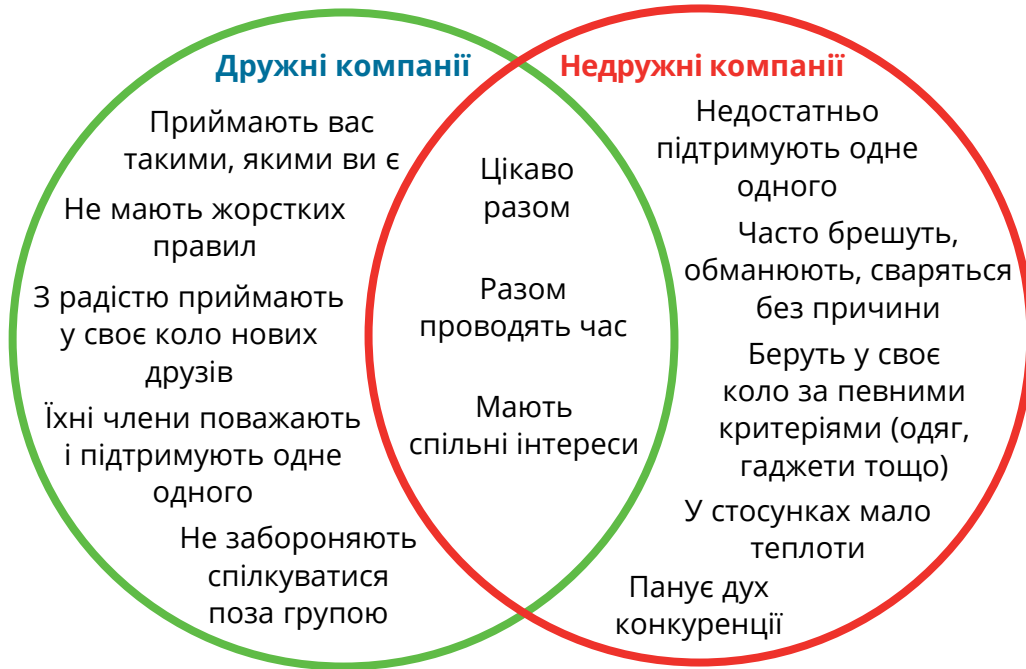 Дружні компанії
Приймають вас
такими, якими ви є
Не мають жорстких
правил
З радістю приймають
у своє коло нових
друзів
Їхні члени поважають
і підтримують одне
одного
Не забороняють
спілкуватися
поза групою
Цікаво
разом
Разом
проводять час
Мають
спільні інтереси
Недружні компанії
Недостатньо
підтримують одне
одного
Часто брешуть,
обманюють, сваряться
без причини
Беруть у своє
коло за певними
критеріями (одяг,
гаджети тощо)
У стосунках мало
теплоти
Панує дух
конкуренції